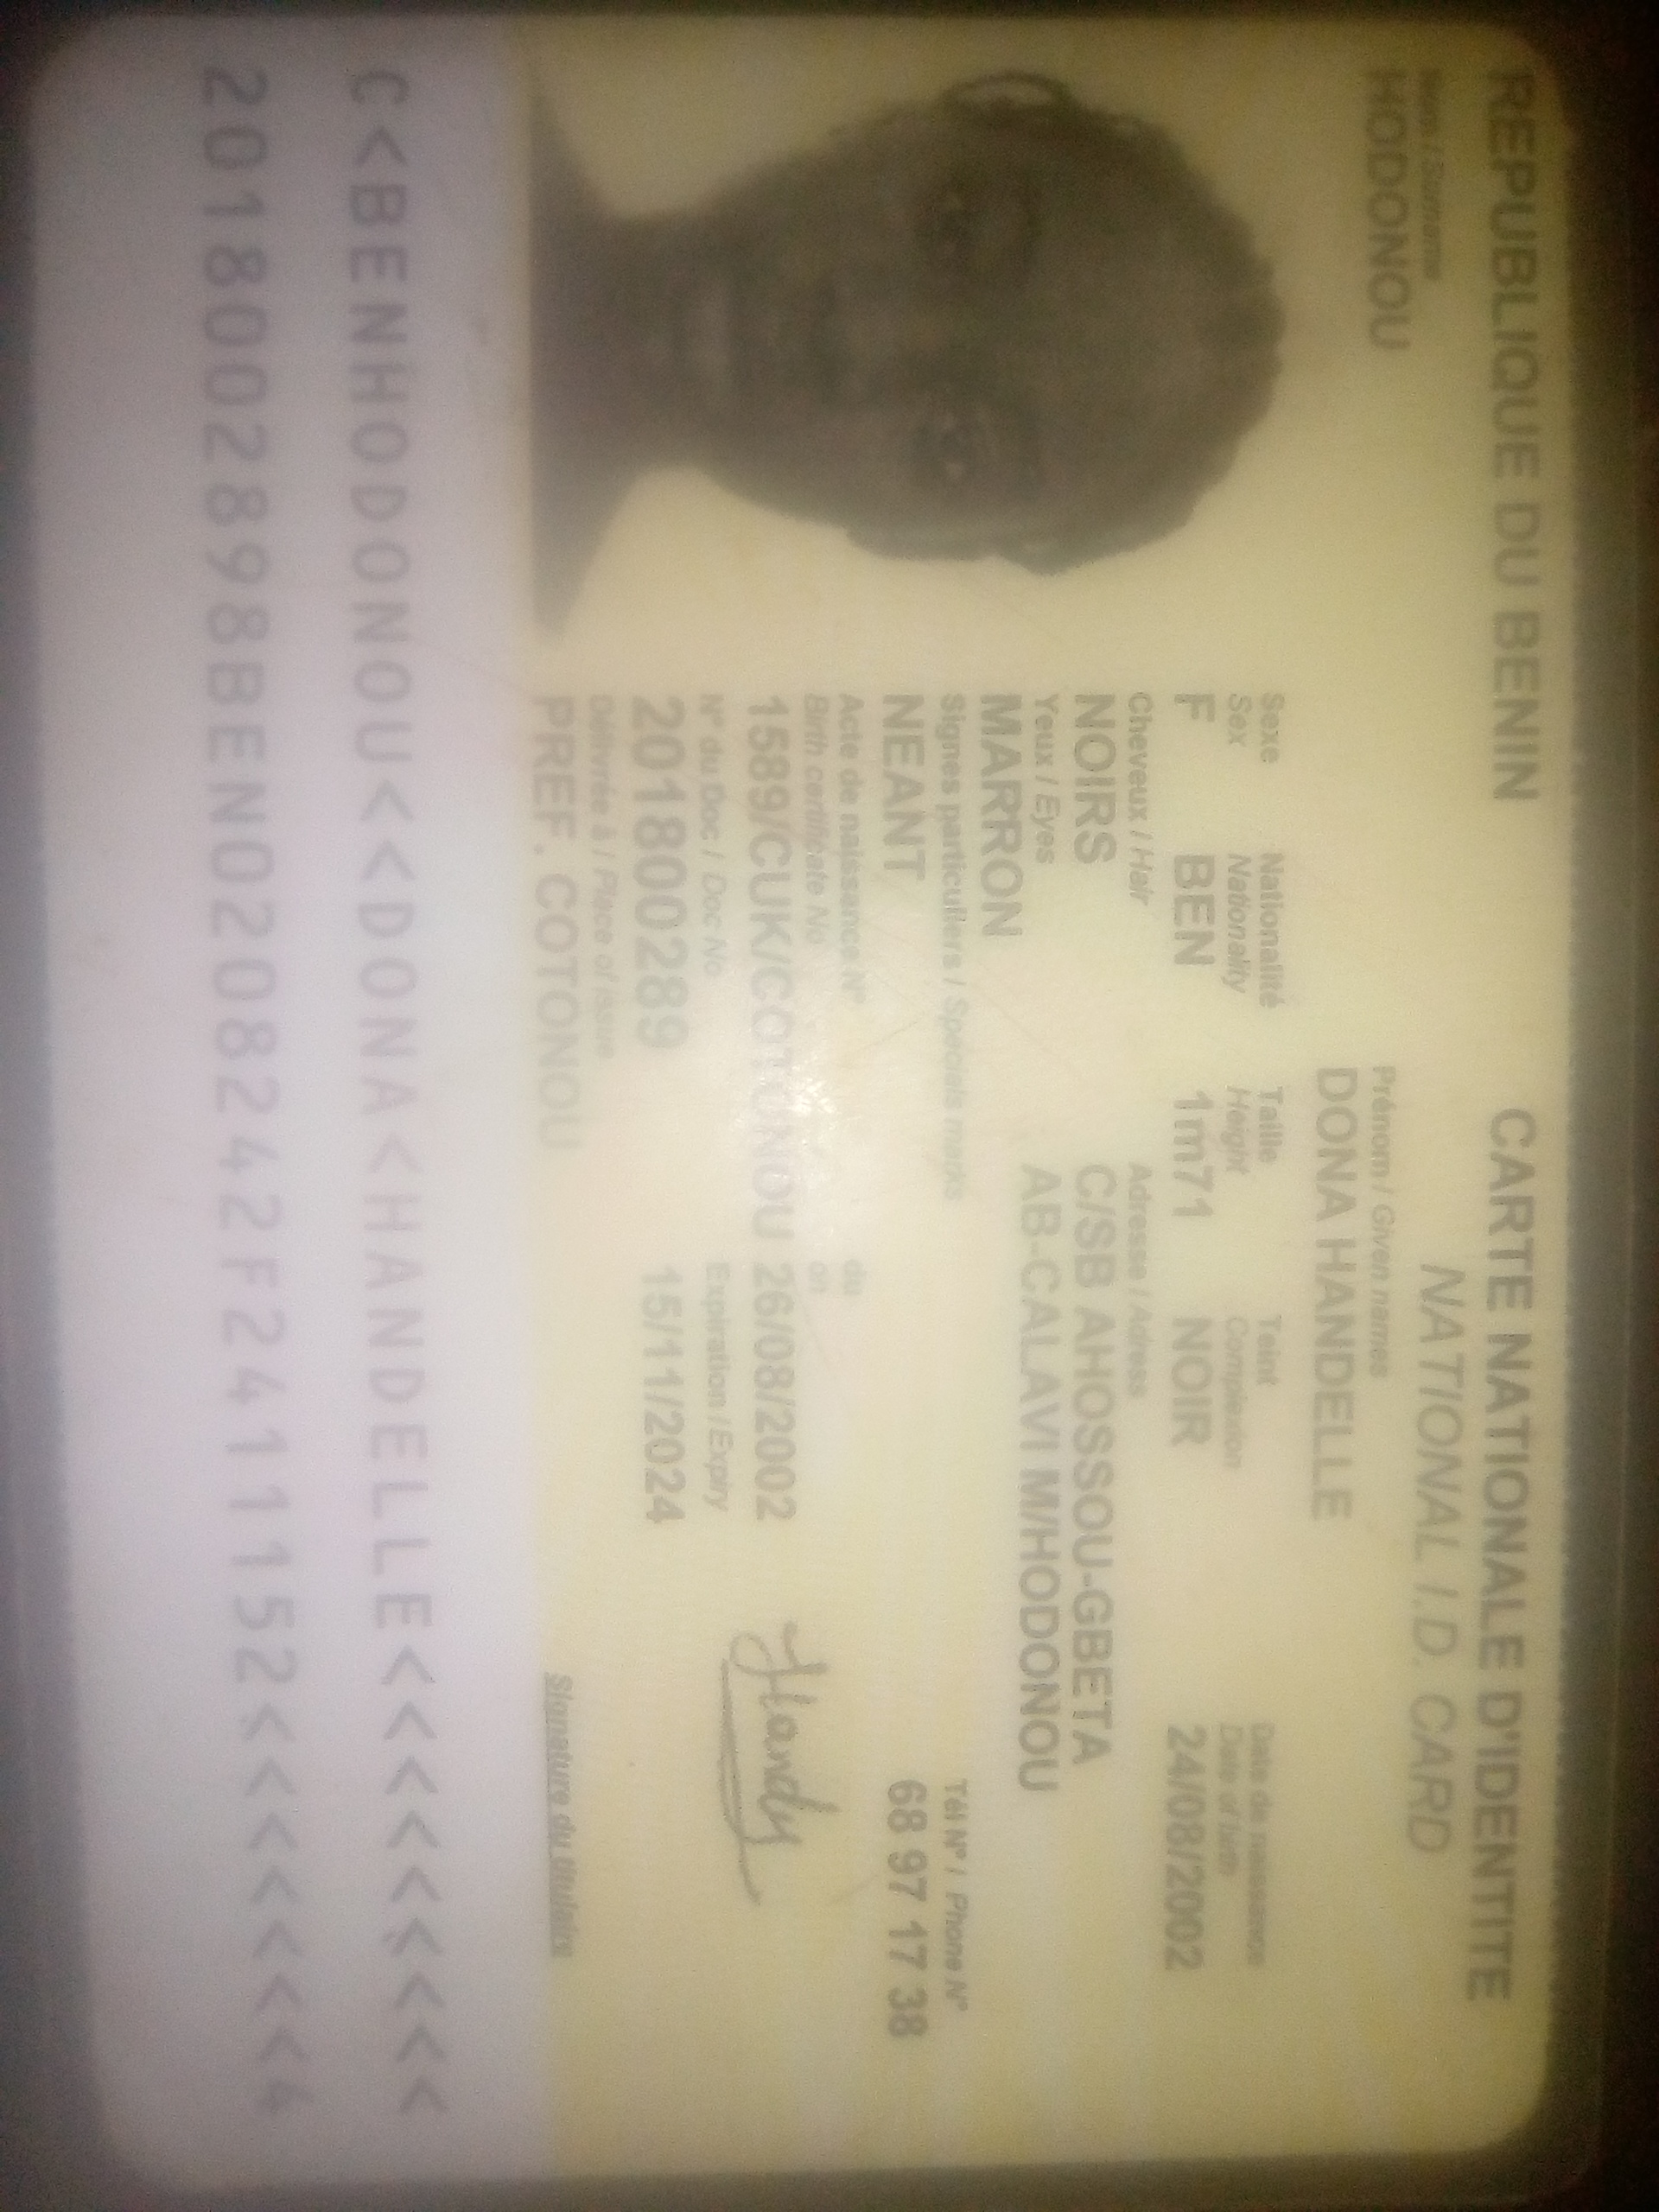 REPUBLIQUE DU BENIN CARTE NATIONALE D'IDENTITE
NATIONAL I.D. CARD
Nom / Surname
HODONOU
Prénom / Given names
DONA HANDELLE
Sexe Nationalité Taille Teint Date de naissance
Sex Nationality Height Complexion Date of birth
F BEN 1m71 NOIR 24/08/2002
Cheveux / Hair Adresse / Adress
NOIRS C/SB AHOSSOU-GBETA
Yeux / Eyes AB-CALAVI M/HODONOU
MARRON
Signes particuliers / Spécials marks Tél N° / Phone N°
NEANT 68 97 17 38
Acte de naissance N° du
Birth certificate No on
1589/CUK/COTONOU 26/08/2002
N° du Doc / Doc No Expiration / Expiry
201800289 15/11/2024
Handy
Délivrée à / Place of issue
PREF. COTONOU
Signature du titulaire
C<BENHODONOU<<DONA<HANDELLE<<<<<<<<<
2018002898BEN0208242F2411152<<<<<<<4